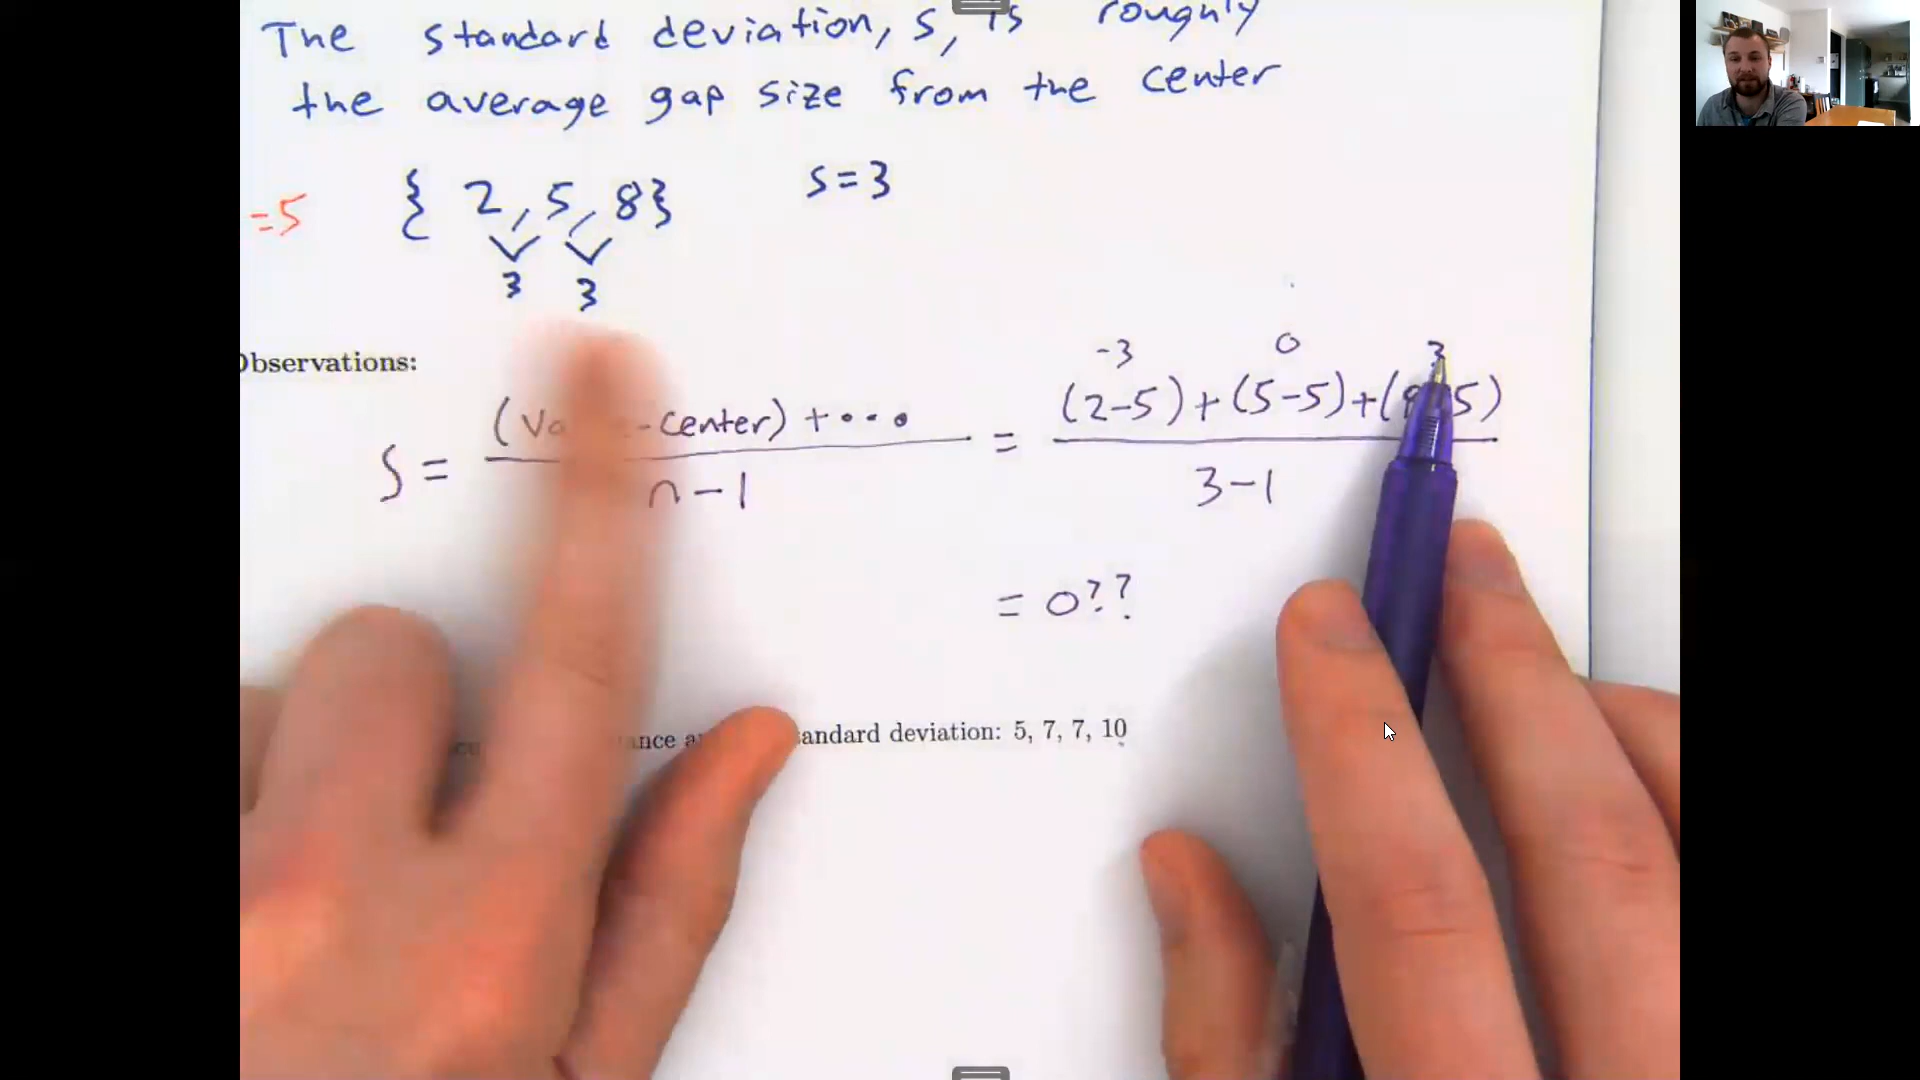 The standard deviation, s, is roughly
the average gap size from the center
=5 { 2, 5, 8} s=3
3 3
Observations:
-3 0 3
S = (      - center) + ••• / n-1 = (2-5) + (5-5) + (   5) / 3-1
= 0??
standard deviation: 5, 7, 7, 10